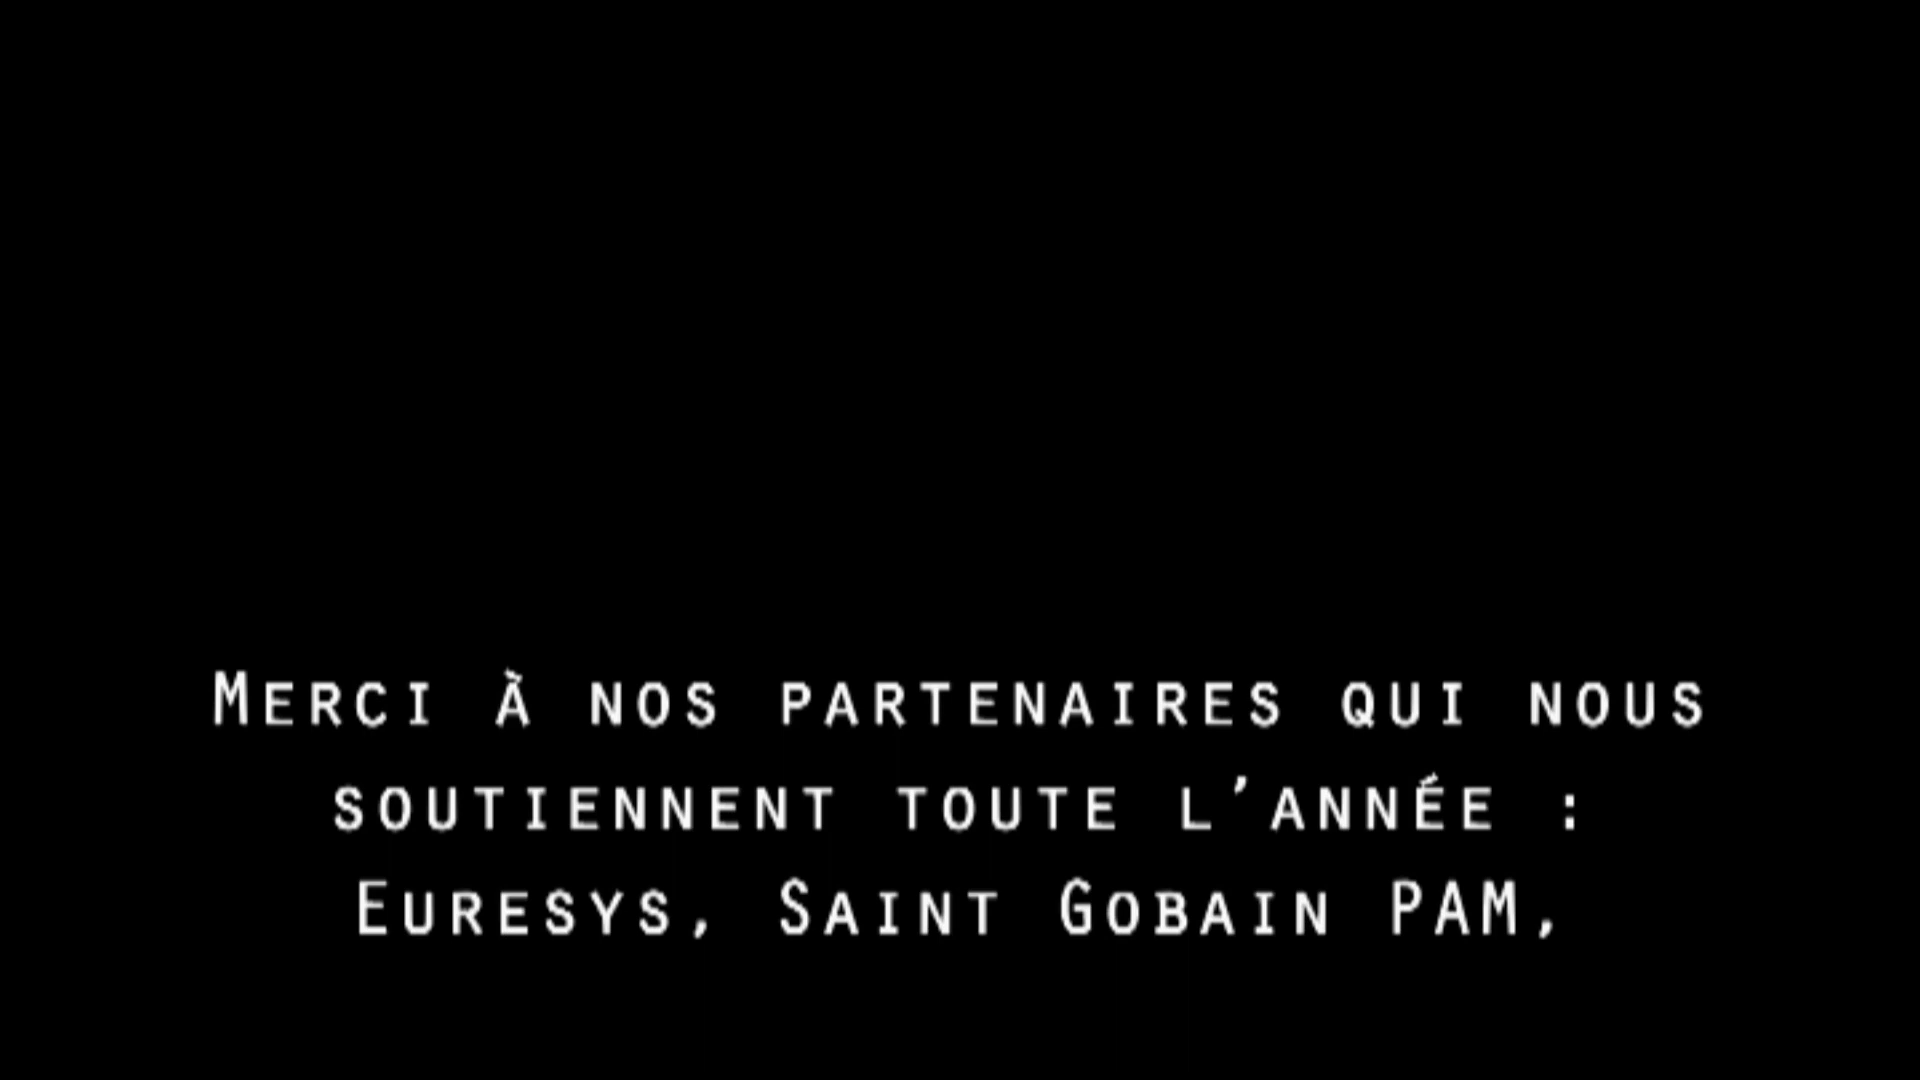 Merci à nos partenaires qui nous
soutiennent toute l'année :
Euresys, Saint Gobain PAM,